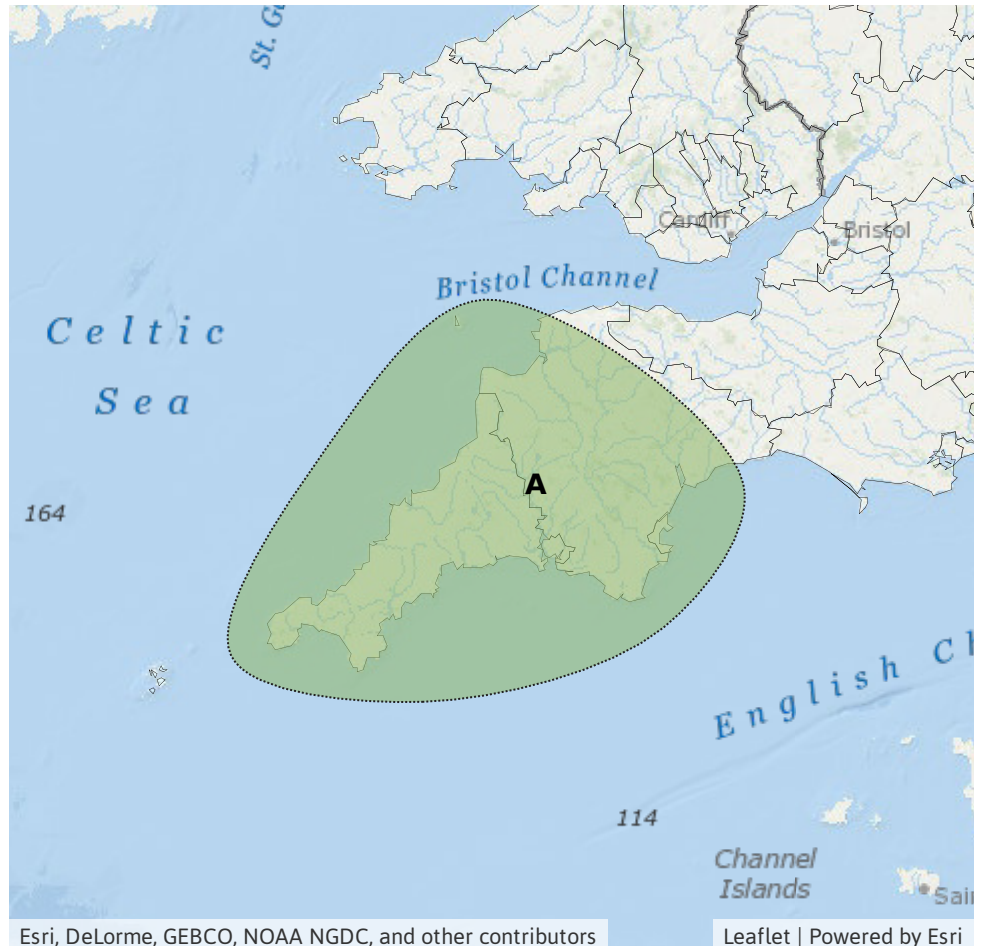 St. G
Cardiff
Bristol
Bristol Channel
Celtic
Sea
A
164
English Ch
114
Channel
Islands
Sai
Esri, DeLorme, GEBCO, NOAA NGDC, and other contributors
Leaflet | Powered by Esri